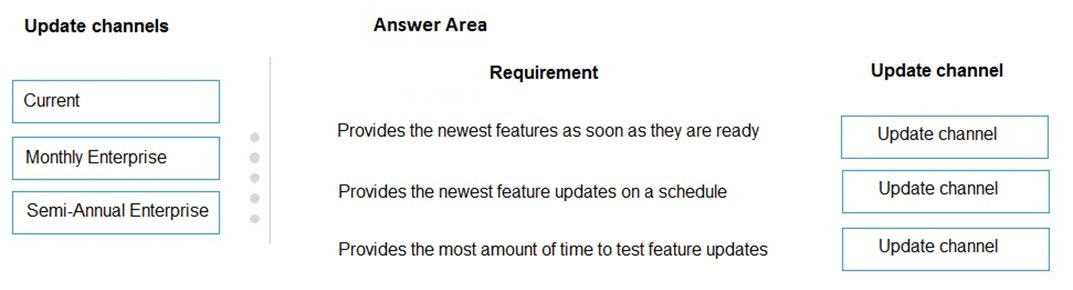 Update channels
Answer Area
Requirement
Update channel
Current
Monthly Enterprise
Semi-Annual Enterprise
Provides the newest features as soon as they are ready
Update channel
Provides the newest feature updates on a schedule
Update channel
Provides the most amount of time to test feature updates
Update channel